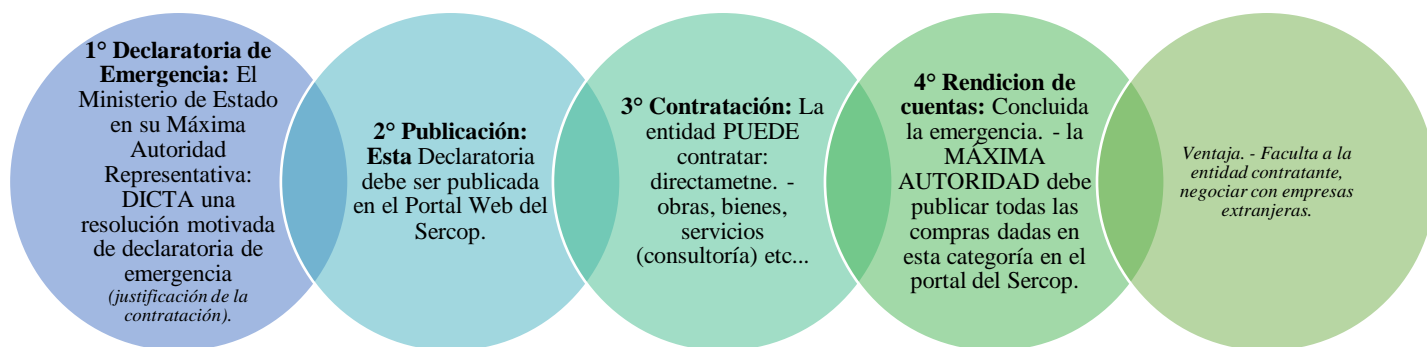 1° Declaratoria de
Emergencia: El
Ministerio de Estado
en su Máxima
Autoridad
Representativa:
DICTA una
resolución motivada
de declaratoria de
emergencia
(justificación de la
contratación).
2° Publicación:
Esta Declaratoria
debe ser publicada
en el Portal Web del
Sercop.
3° Contratación: La
entidad PUEDE
contratar:
directametne. -
obras, bienes,
servicios
(consultoría) etc...
4° Rendicion de
cuentas: Concluida
la emergencia. - la
MÁXIMA
AUTORIDAD debe
publicar todas las
compras dadas en
esta categoría en el
portal del Sercop.
Ventaja. - Faculta a la
entidad contratante,
negociar con empresas
extranjeras.